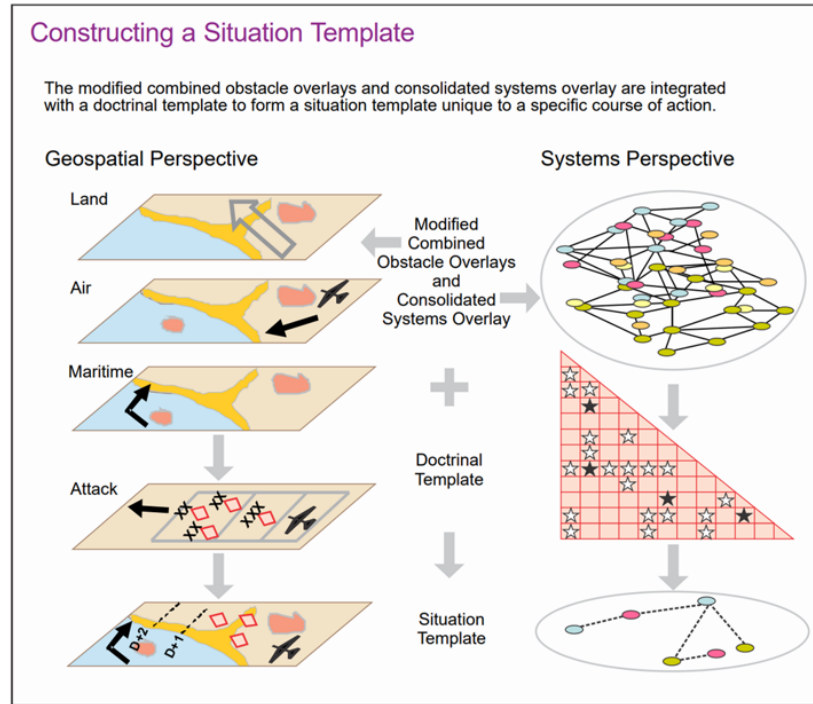 Constructing a Situation Template
The modified combined obstacle overlays and consolidated systems overlay are integrated
with a doctrinal template to form a situation template unique to a specific course of action.
Geospatial Perspective
Systems Perspective
Land
Modified
Combined
Obstacle Overlays
and
Consolidated
Systems Overlay
Air
Maritime
Doctrinal
Template
Attack
XX
XX
XX
XXX
Situation
Template
D+2
D+1